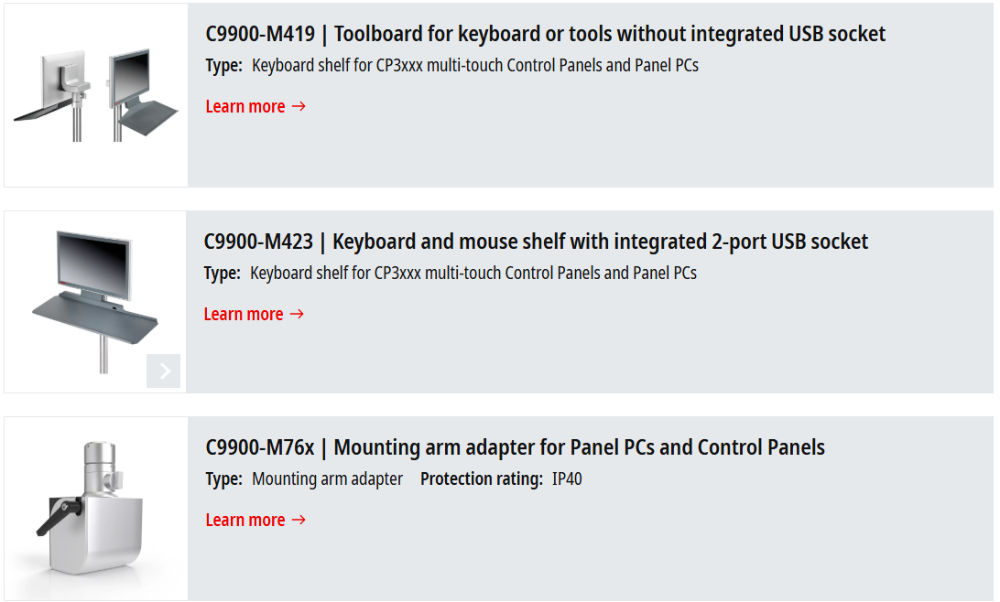 C9900-M419 | Toolboard for keyboard or tools without integrated USB socket
Type: Keyboard shelf for CP3xxx multi-touch Control Panels and Panel PCs
Learn more →
C9900-M423 | Keyboard and mouse shelf with integrated 2-port USB socket
Type: Keyboard shelf for CP3xxx multi-touch Control Panels and Panel PCs
Learn more →
C9900-M76x | Mounting arm adapter for Panel PCs and Control Panels
Type: Mounting arm adapter Protection rating: IP40
Learn more →